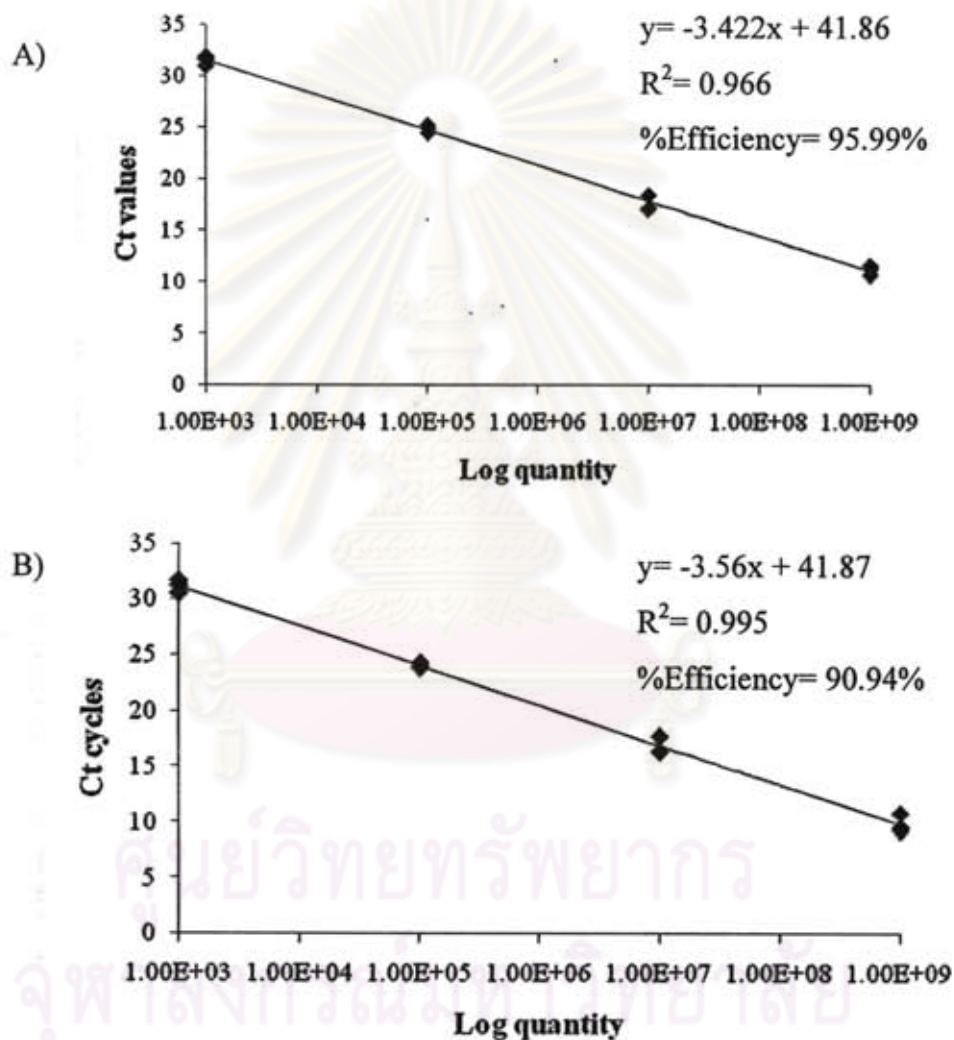 A)
y= -3.422x + 41.86
R²= 0.966
%Efficiency= 95.99%
Ct values
35
30
25
20
15
10
5
0
1.00E+03 1.00E+04 1.00E+05 1.00E+06 1.00E+07 1.00E+08 1.00E+09
Log quantity
B)
y= -3.56x + 41.87
R²= 0.995
%Efficiency= 90.94%
Ct cycles
35
30
25
20
15
10
5
0
1.00E+03 1.00E+04 1.00E+05 1.00E+06 1.00E+07 1.00E+08 1.00E+09
Log quantity
ศูนย์วิทยทรัพยากร
จุฬาลงกรณ์มหาวิทยาลัย